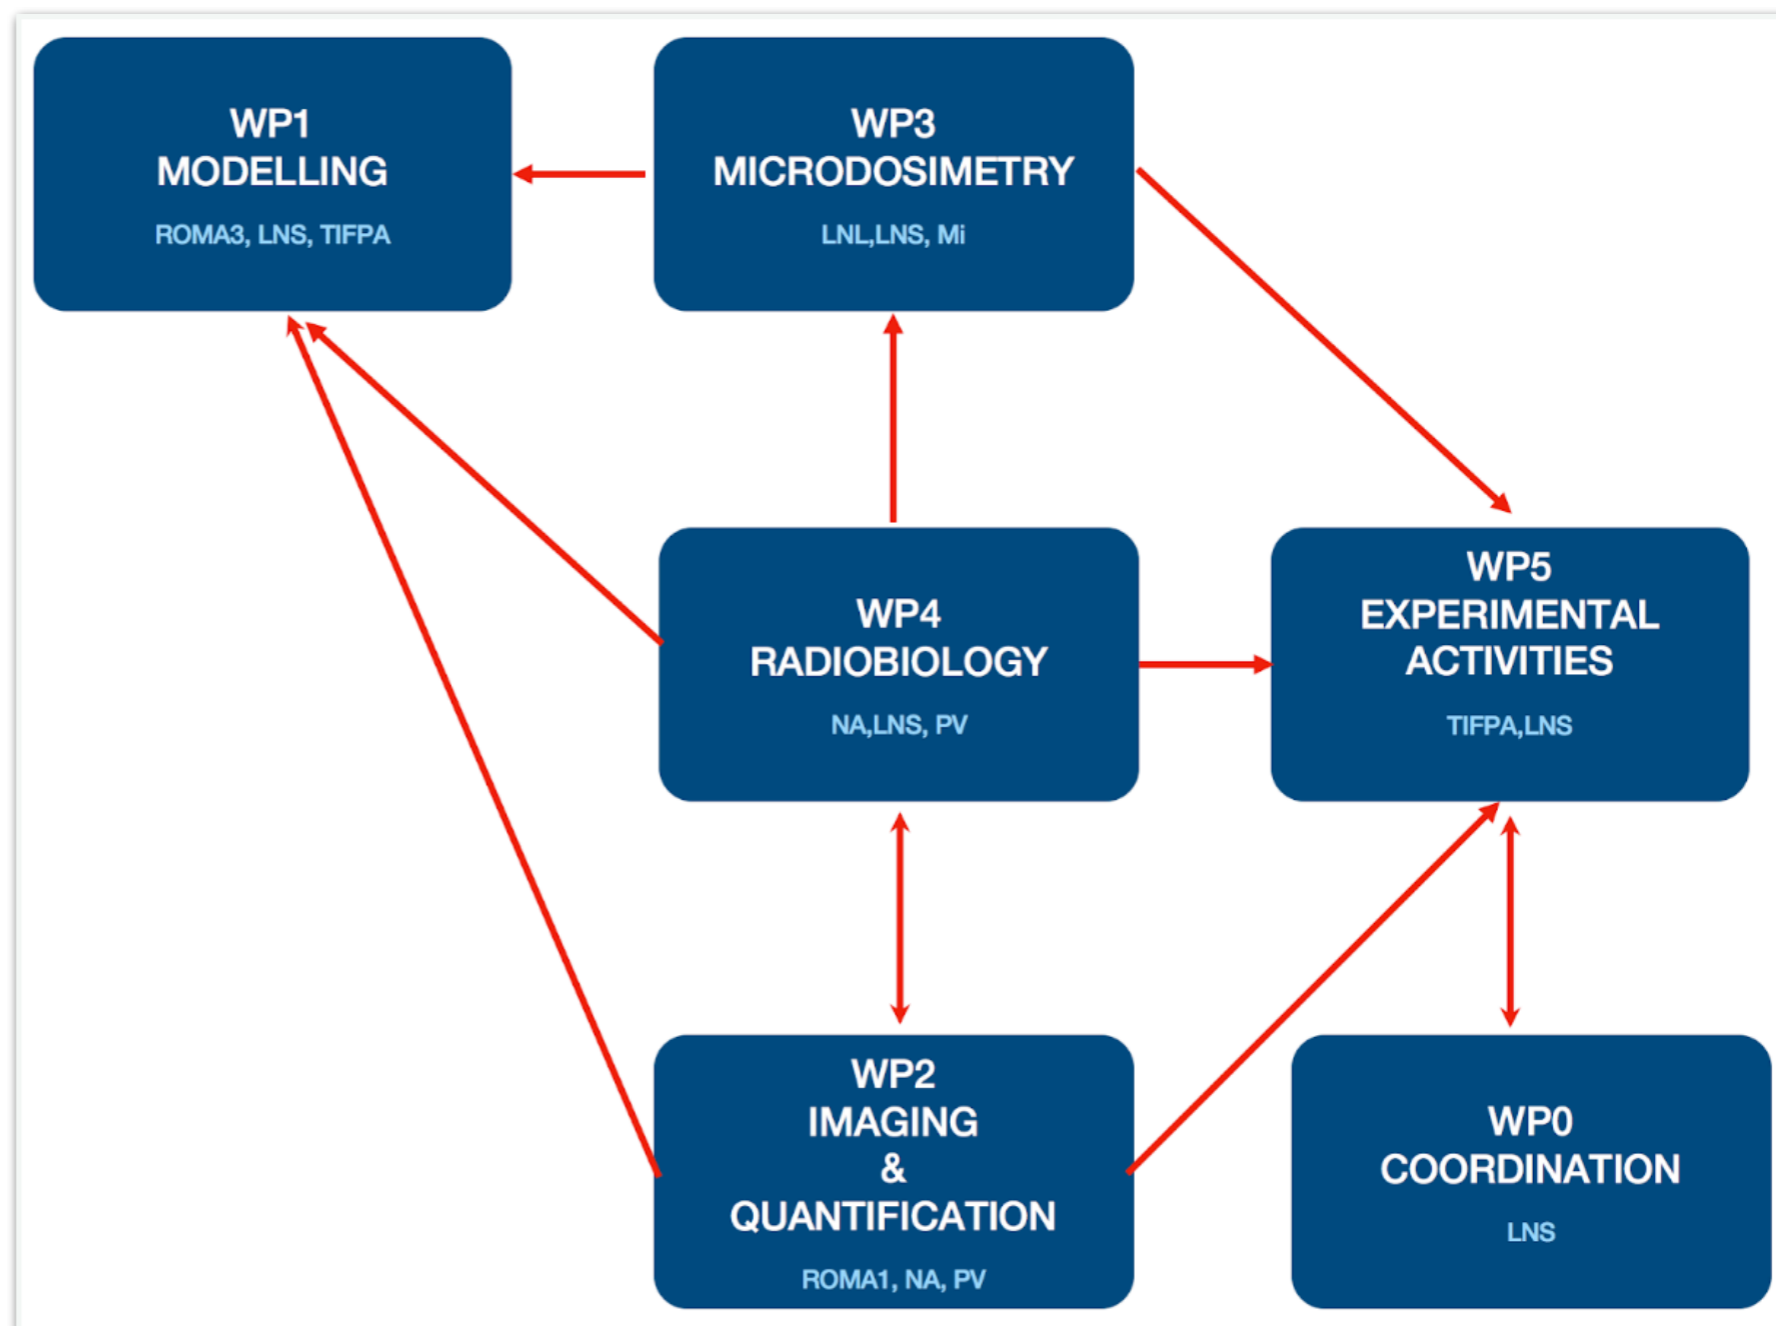 WP1
MODELLING
ROMA3, LNS, TIFPA
WP3
MICRODOSIMETRY
LNL,LNS, Mi
WP4
RADIOBIOLOGY
NA,LNS, PV
WP5
EXPERIMENTAL
ACTIVITIES
TIFPA,LNS
WP2
IMAGING
&
QUANTIFICATION
ROMA1, NA, PV
WP0
COORDINATION
LNS